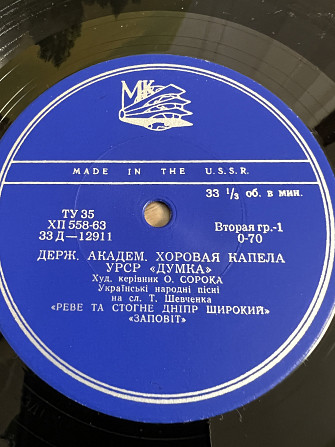 МК
MADE IN THE U.S.S.R.
33 ⅓ об. в мин.
ТУ 35
ХП 558-63
33 Д—12911
Вторая гр.-1
0-70
ДЕРЖ. АКАДЕМ. ХОРОВАЯ КАПЕЛА
УРСР «ДУМКА»
Худ. керівник О. СОРОКА
Українські народні пісні
на сл. Т. Шевченка
«РЕВЕ ТА СТОГНЕ ДНІПР ШИРОКИЙ»
«ЗАПОВІТ»